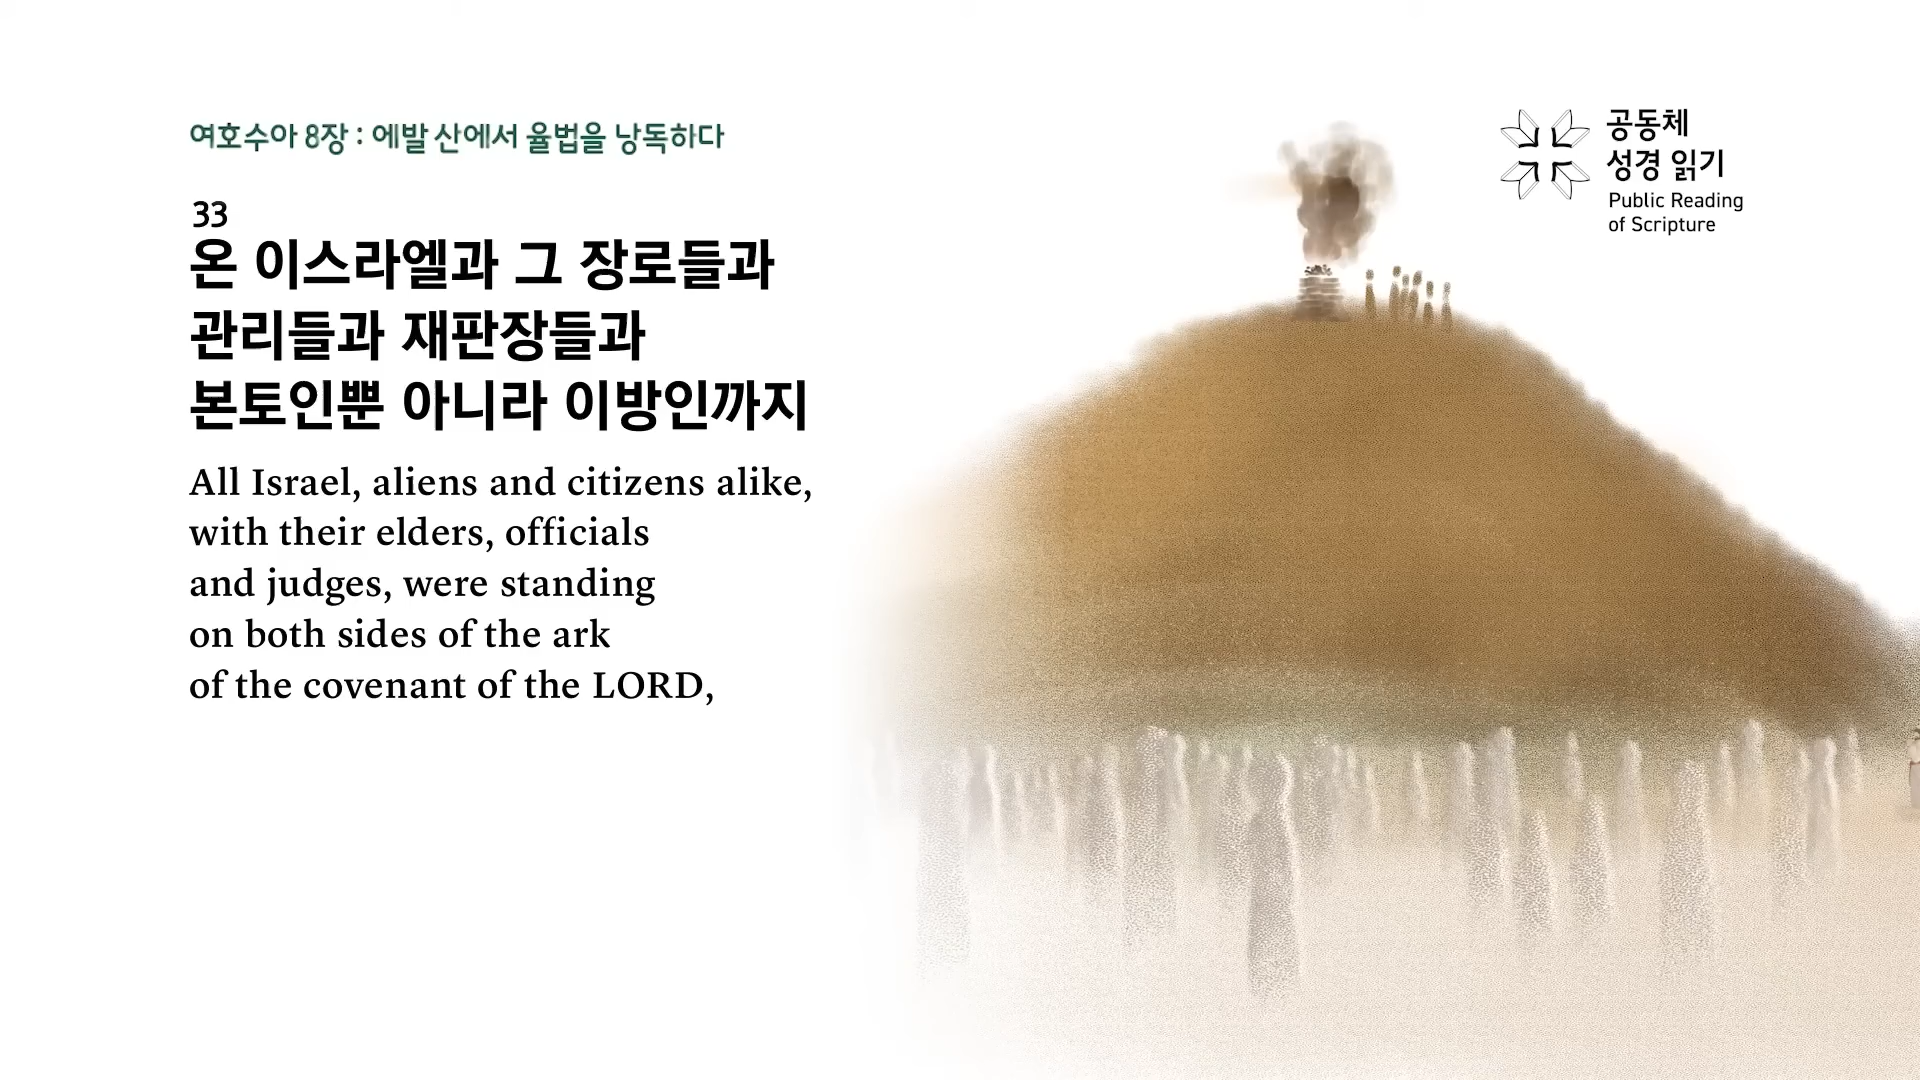 여호수아 8장 : 에발 산에서 율법을 낭독하다
33
온 이스라엘과 그 장로들과
관리들과 재판장들과
본토인뿐 아니라 이방인까지
All Israel, aliens and citizens alike,
with their elders, officials
and judges, were standing
on both sides of the ark
of the covenant of the LORD,
공동체
성경 읽기
Public Reading
of Scripture